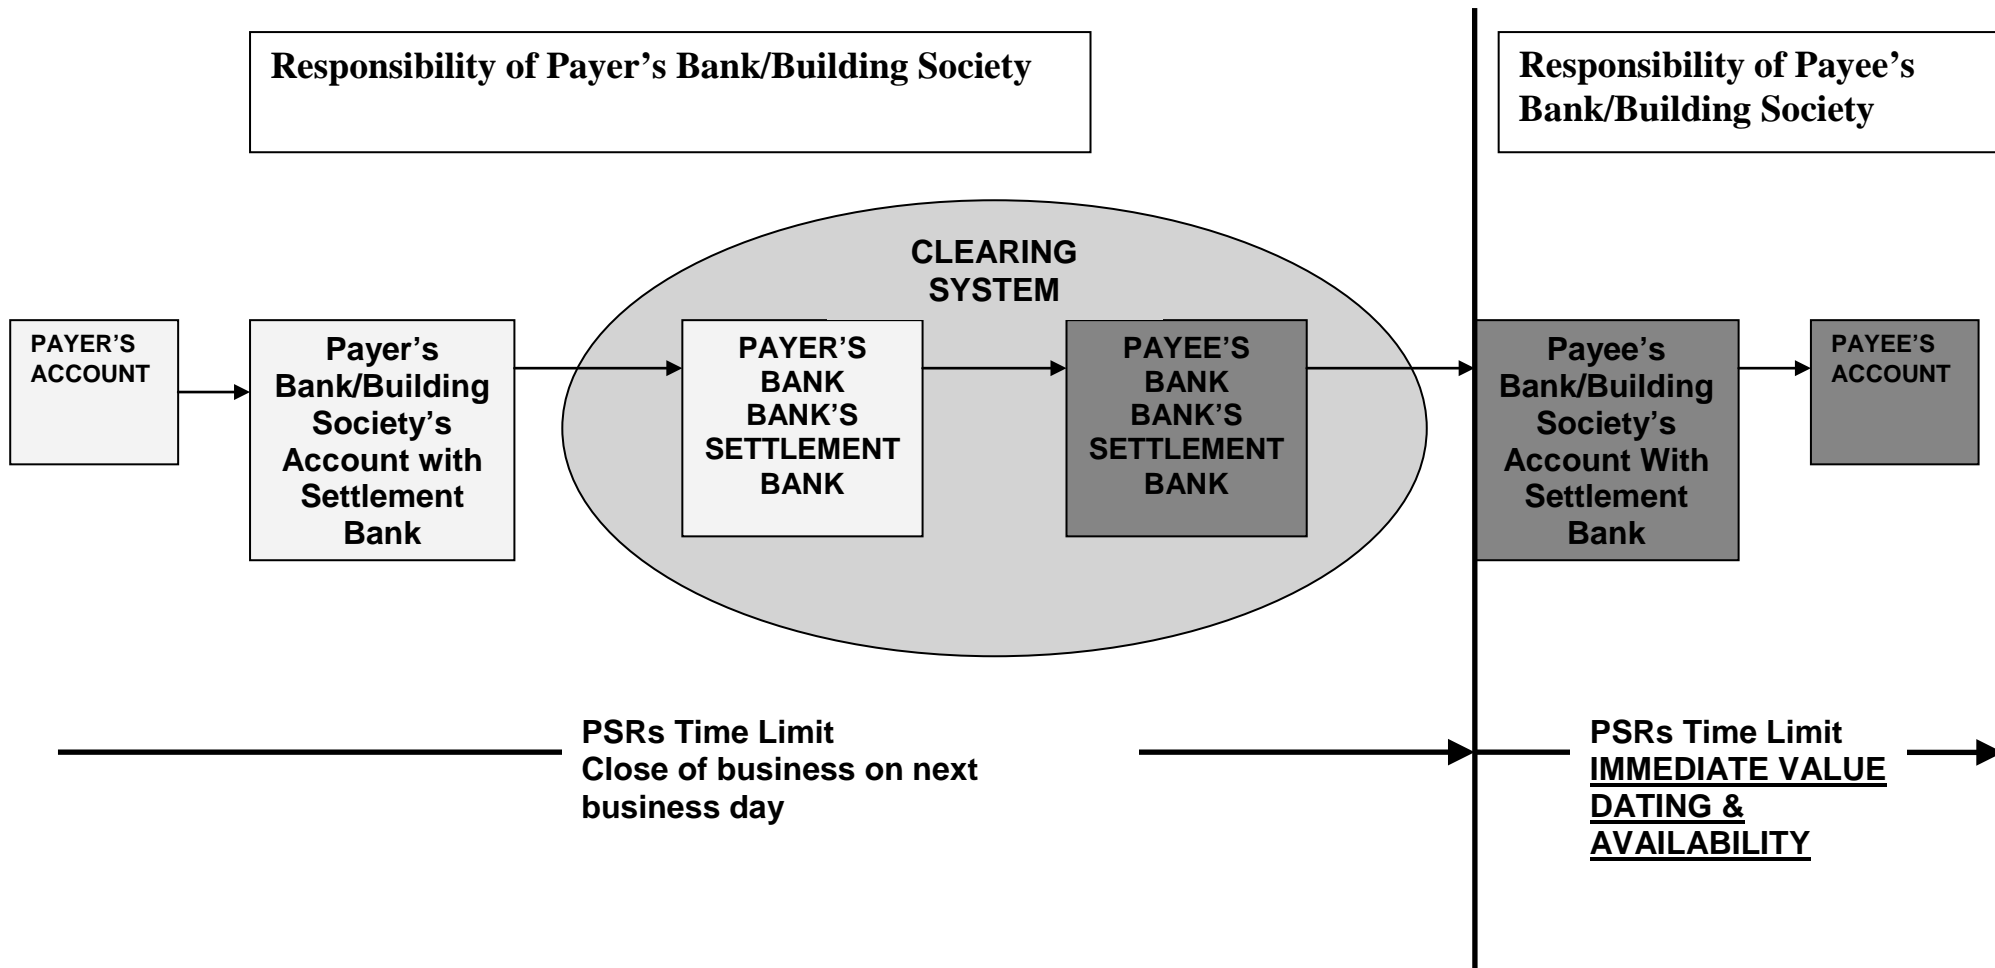 Responsibility of Payer’s Bank/Building Society
Responsibility of Payee’s
Bank/Building Society
CLEARING
SYSTEM
PAYER’S
ACCOUNT
Payer’s
Bank/Building
Society’s
Account with
Settlement
Bank
PAYER’S
BANK
BANK’S
SETTLEMENT
BANK
PAYEE’S
BANK
BANK’S
SETTLEMENT
BANK
Payee’s
Bank/Building
Society’s
Account With
Settlement
Bank
PAYEE’S
ACCOUNT
PSRs Time Limit
Close of business on next
business day
PSRs Time Limit
IMMEDIATE VALUE
DATING &
AVAILABILITY